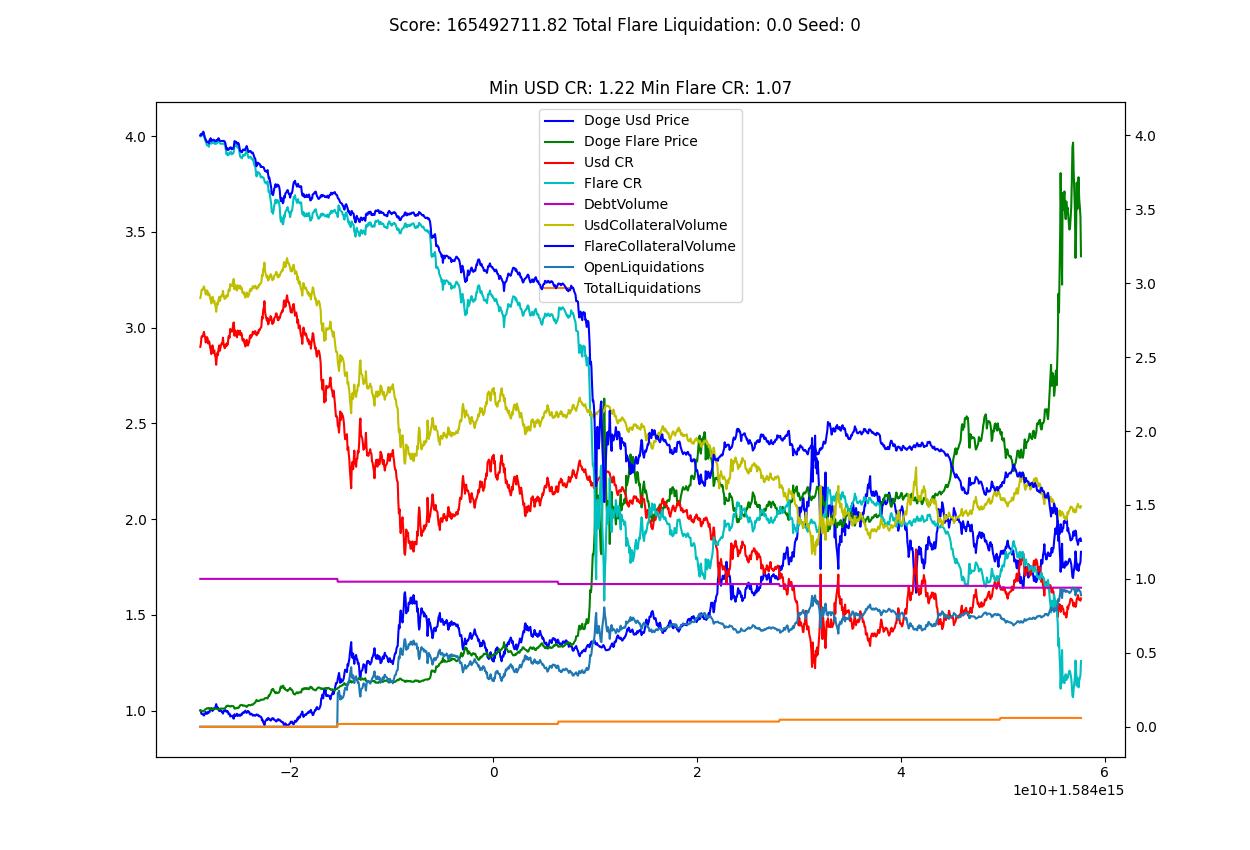 Score: 165492711.82 Total Flare Liquidation: 0.0 Seed: 0
Min USD CR: 1.22 Min Flare CR: 1.07
Doge Usd Price
Doge Flare Price
Usd CR
Flare CR
DebtVolume
UsdCollateralVolume
FlareCollateralVolume
OpenLiquidations
TotalLiquidations
4.0
3.5
3.0
2.5
2.0
1.5
1.0
4.0
3.5
3.0
2.5
2.0
1.5
1.0
0.5
0.0
−2 0 2 4 6
1e10+1.584e15